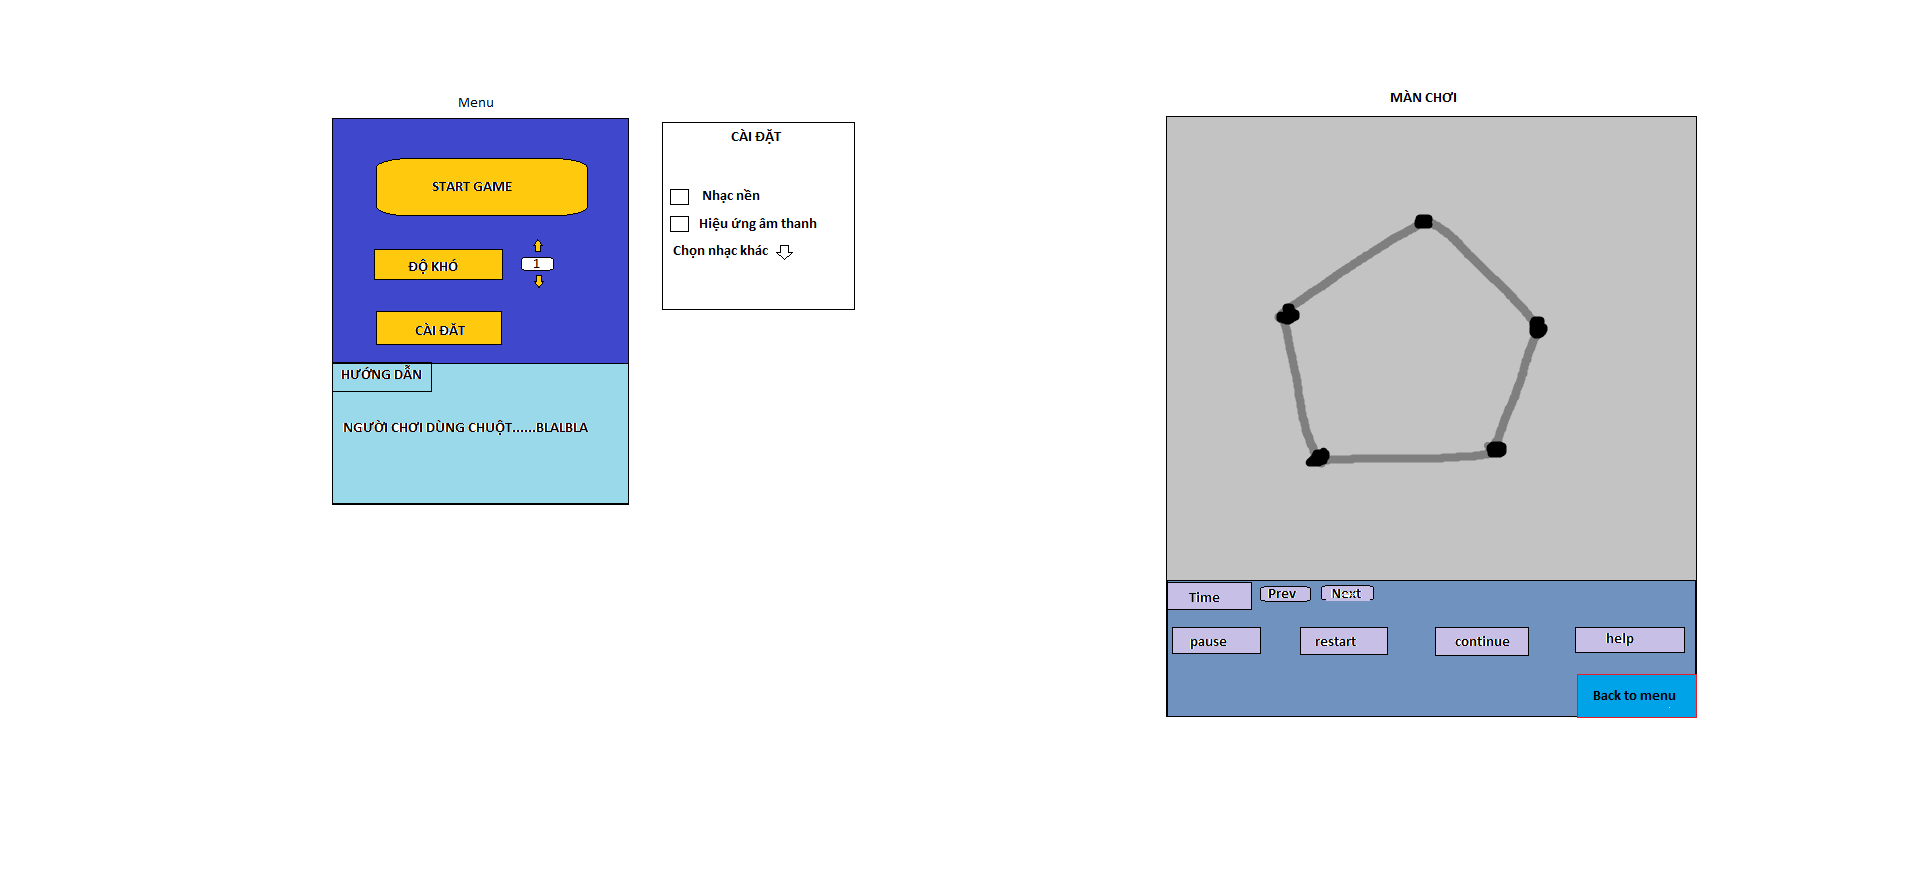 Menu
START GAME
ĐỘ KHÓ
1
CÀI ĐĂT
HƯỚNG DẪN
NGƯỜI CHƠI DÙNG CHUỘT......BLALBLA
CÀI ĐẶT
Nhạc nền
Hiệu ứng âm thanh
Chọn nhạc khác
MÀN CHƠI
Time
Prev
Next
pause
restart
continue
help
Back to menu